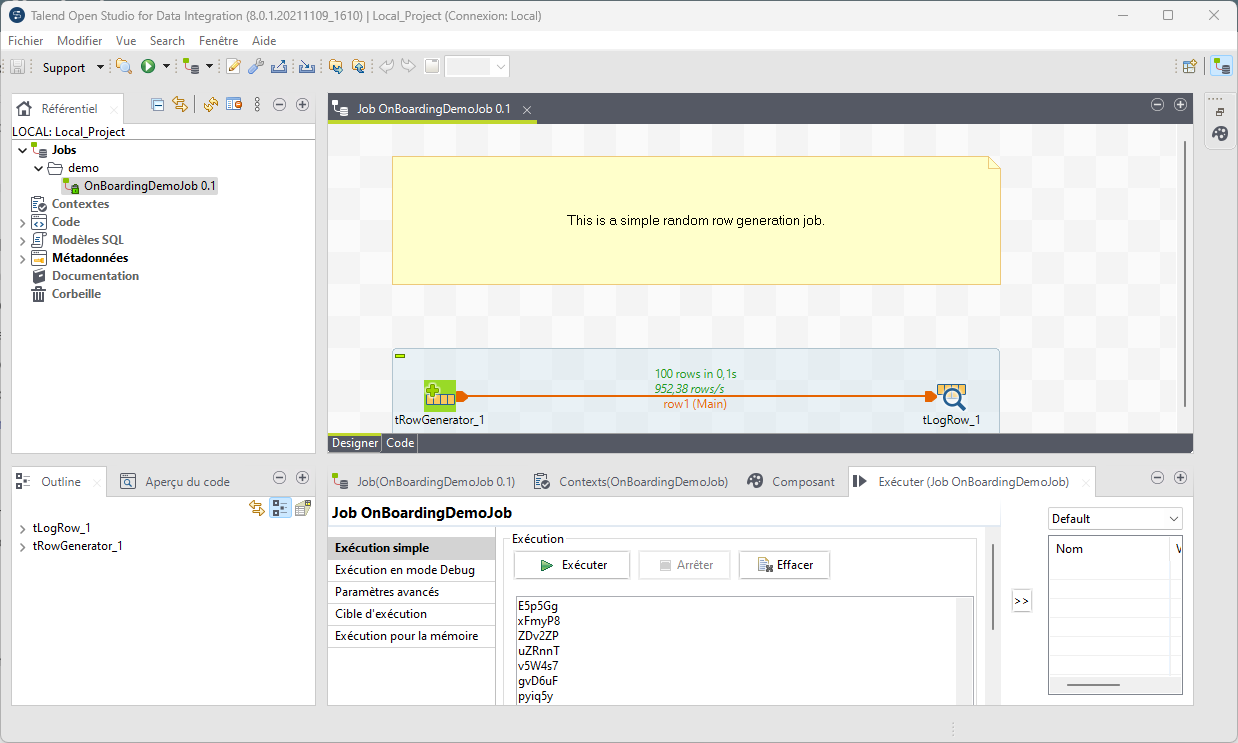 Talend Open Studio for Data Integration (8.0.1.20211109_1610) | Local_Project (Connexion: Local)
Fichier Modifier Vue Search Fenêtre Aide
Support
Référentiel
LOCAL: Local_Project
Jobs
demo
OnBoardingDemoJob 0.1
Contextes
Code
Modèles SQL
Métadonnées
Documentation
Corbeille
Job OnBoardingDemoJob 0.1
This is a simple random row generation job.
100 rows in 0,1s
952,38 rows/s
row1 (Main)
tRowGenerator_1 tLogRow_1
Designer Code
Outline Aperçu du code
tLogRow_1
tRowGenerator_1
Job(OnBoardingDemoJob 0.1) Contexts(OnBoardingDemoJob) Composant Exécuter (Job OnBoardingDemoJob)
Job OnBoardingDemoJob
Exécution simple
Exécution en mode Debug
Paramètres avancés
Cible d'exécution
Exécution pour la mémoire
Exécution
Exécuter Arrêter Effacer
E5p5Gg
xFmyP8
ZDv2ZP
uZRnnT
v5W4s7
gvD6uF
pyiq5y
>>
Default
Nom